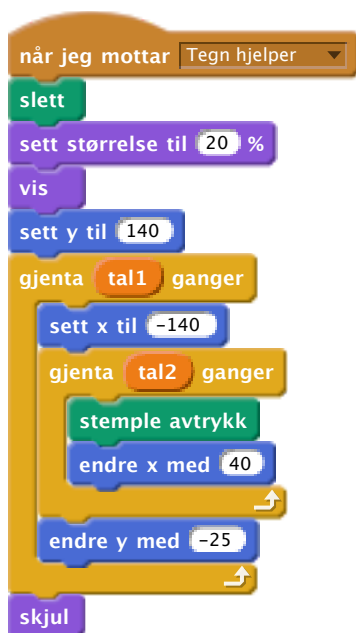 når jeg mottar Tegn hjelper
slett
sett størrelse til 20 %
vis
sett y til 140
gjenta tal1 ganger
sett x til -140
gjenta tal2 ganger
stemple avtrykk
endre x med 40
endre y med -25
skjul